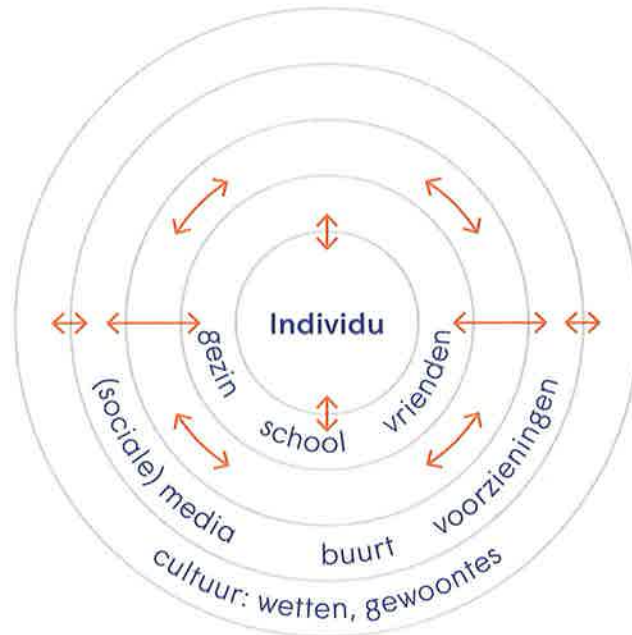 Individu
gezin
school
vrienden
(sociale) media
buurt
voorzieningen
cultuur: wetten, gewoontes